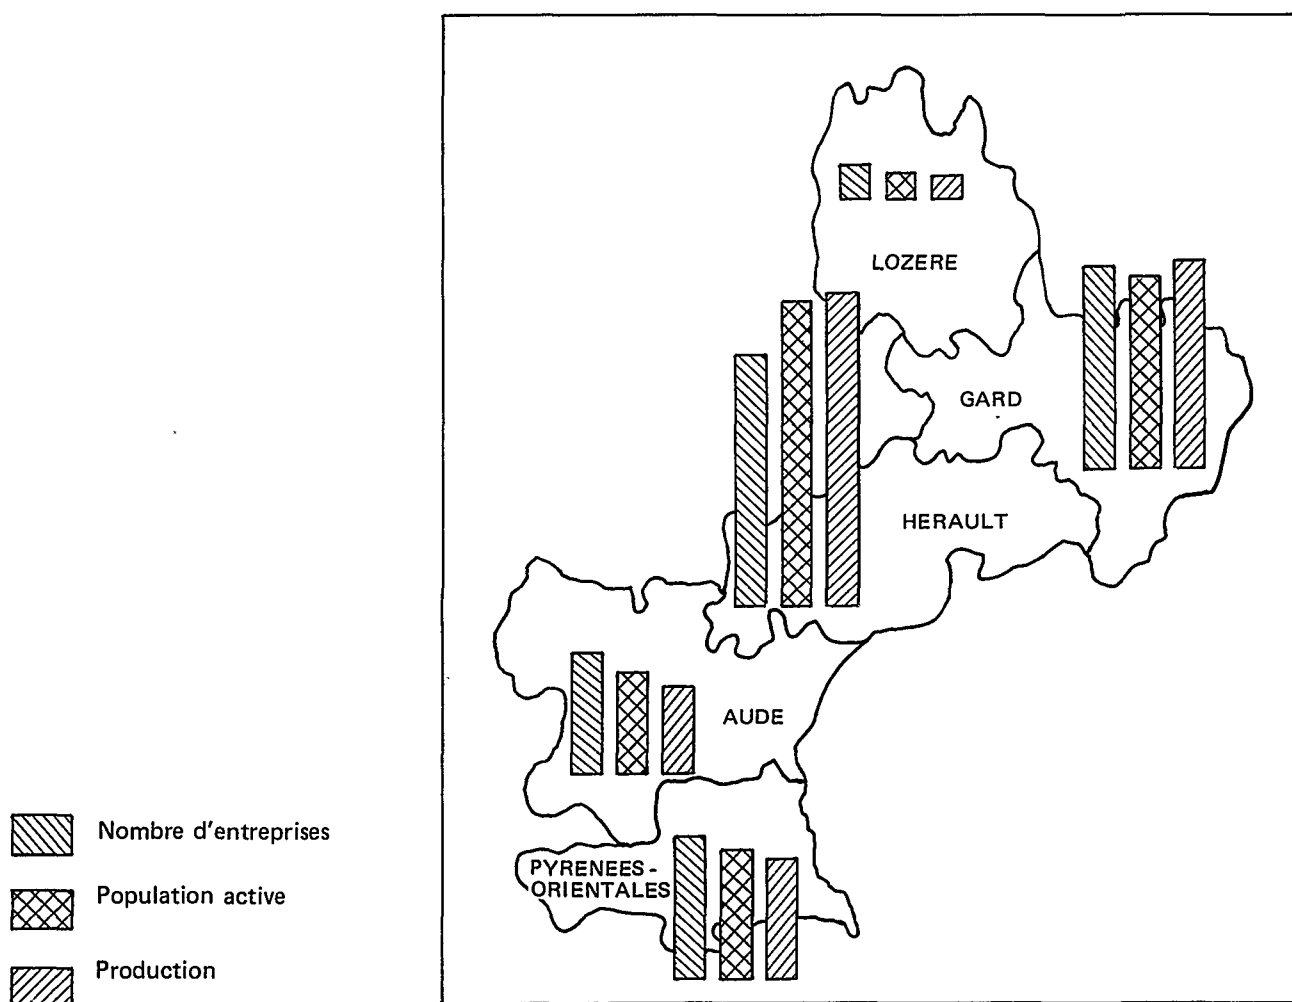 LOZERE
GARD
HERAULT
AUDE
PYRENEES -
ORIENTALES
Nombre d'entreprises
Population active
Production